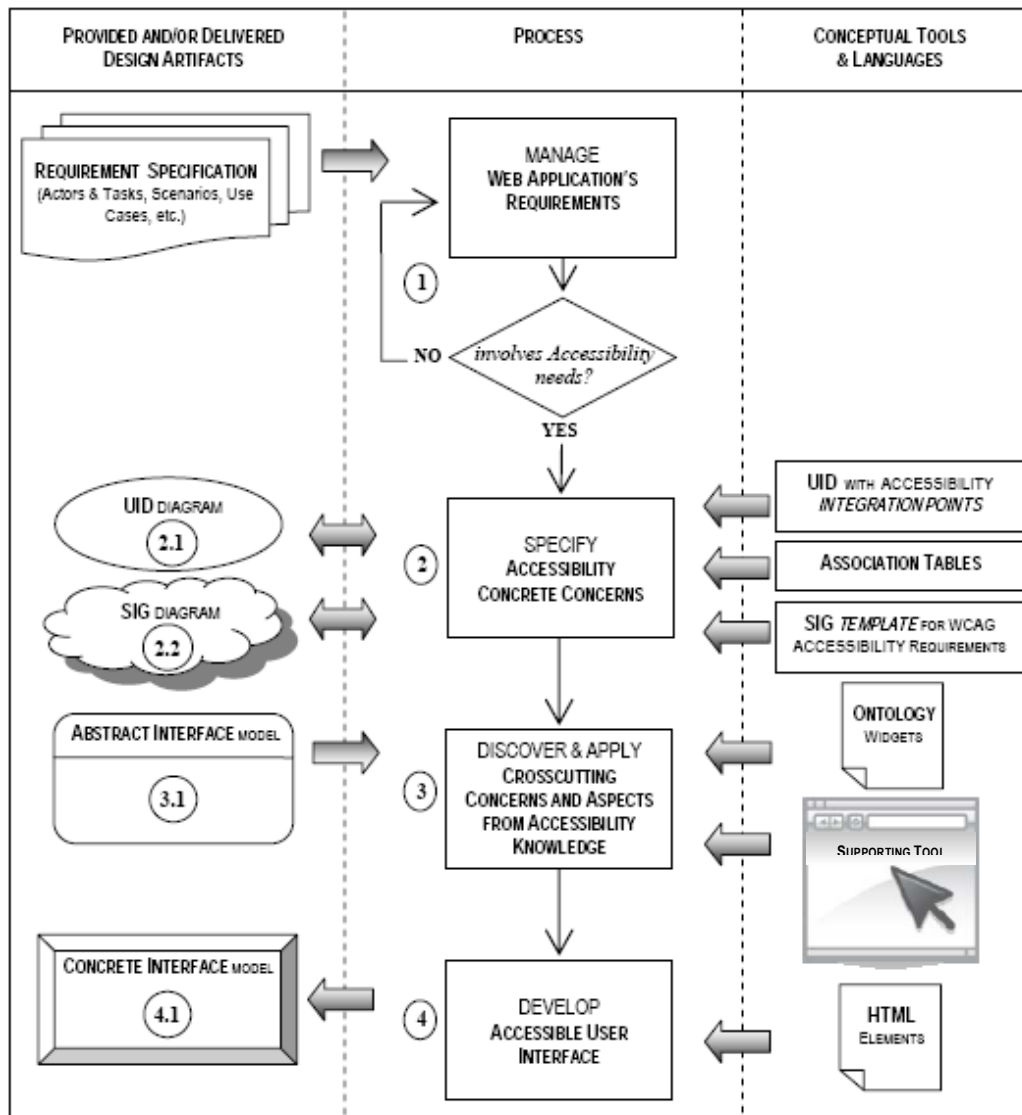 PROVIDED AND/OR DELIVERED
DESIGN ARTIFACTS
PROCESS
CONCEPTUAL TOOLS
& LANGUAGES
REQUIREMENT SPECIFICATION
(Actors & Tasks, Scenarios, Use
Cases, etc.)
MANAGE
WEB APPLICATION'S
REQUIREMENTS
1
NO
involves Accessibility
needs?
YES
UID DIAGRAM
2.1
SIG DIAGRAM
2.2
2
SPECIFY
ACCESSIBILITY
CONCRETE CONCERNS
UID WITH ACCESSIBILITY
INTEGRATION POINTS
ASSOCIATION TABLES
SIG TEMPLATE FOR WCAG
ACCESSIBILITY REQUIREMENTS
ABSTRACT INTERFACE MODEL
3.1
3
DISCOVER & APPLY
CROSSCUTTING
CONCERNS AND ASPECTS
FROM ACCESSIBILITY
KNOWLEDGE
ONTOLOGY
WIDGETS
SUPPORTING TOOL
CONCRETE INTERFACE MODEL
4.1
4
DEVELOP
ACCESSIBLE USER
INTERFACE
HTML
ELEMENTS